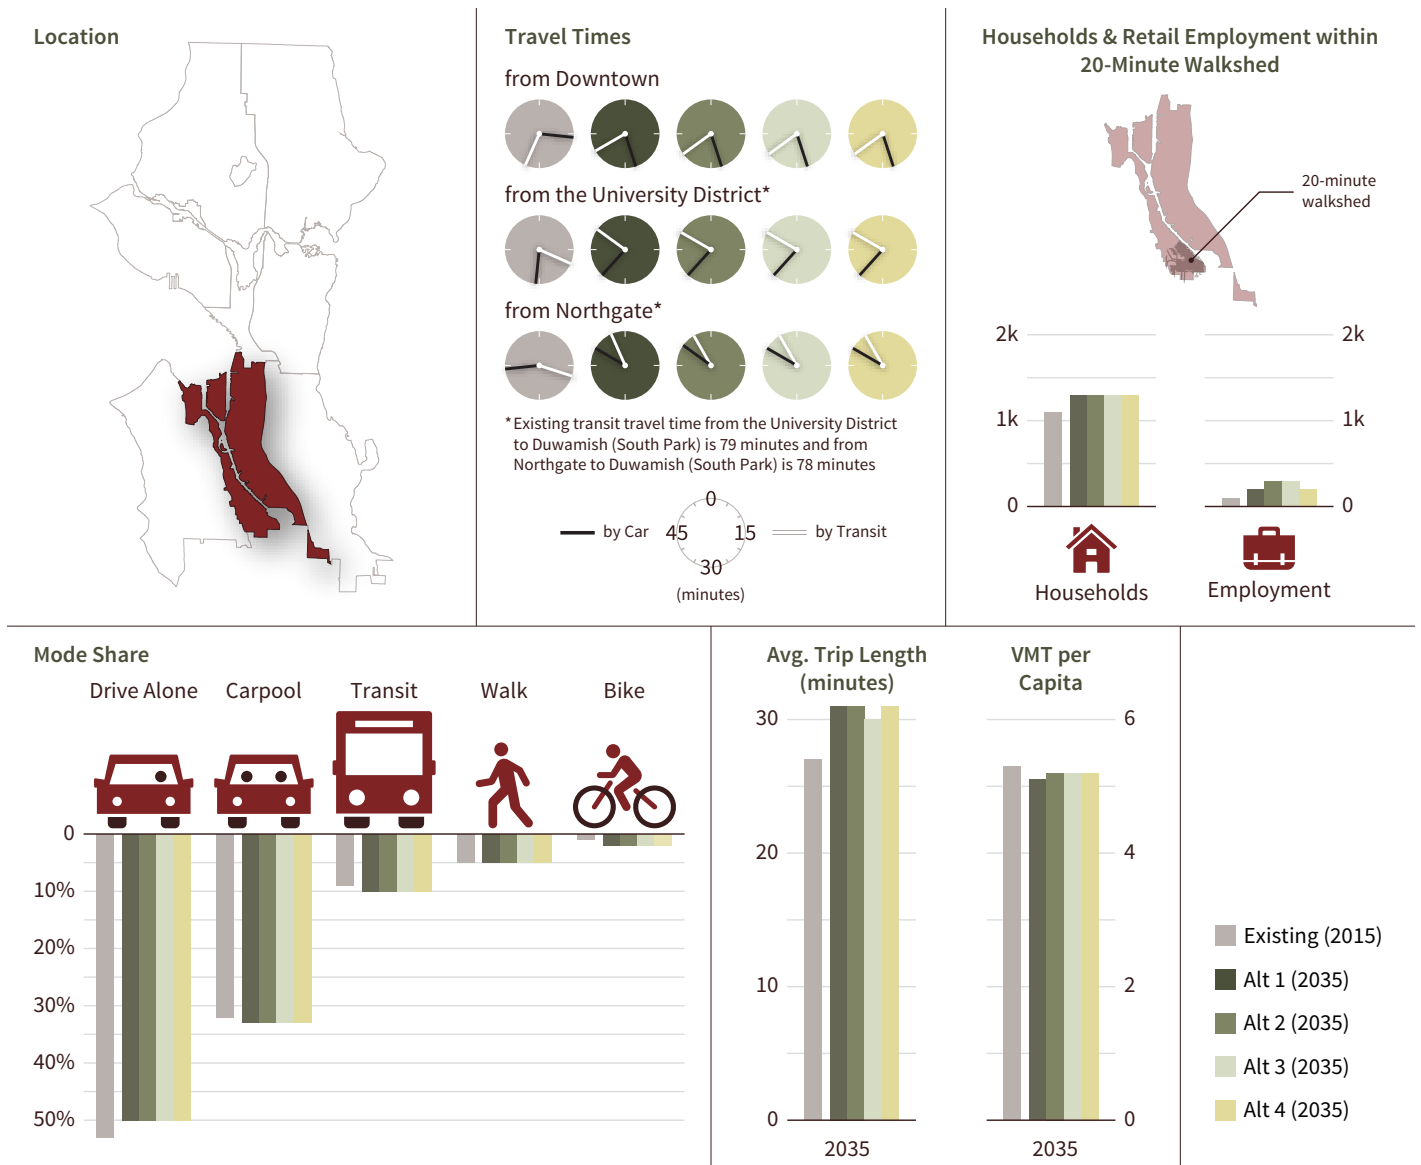 Location
Travel Times
from Downtown
from the University District*
from Northgate*
*Existing transit travel time from the University District
to Duwamish (South Park) is 79 minutes and from
Northgate to Duwamish (South Park) is 78 minutes
0
by Car
45
15
by Transit
30
(minutes)
Households & Retail Employment within
20-Minute Walkshed
20-minute
walkshed
2k
2k
1k
1k
0
0
Households
Employment
Mode Share
Drive Alone
Carpool
Transit
Walk
Bike
0
10%
20%
30%
40%
50%
Avg. Trip Length
(minutes)
30
20
10
0
2035
VMT per
Capita
6
4
2
0
2035
Existing (2015)
Alt 1 (2035)
Alt 2 (2035)
Alt 3 (2035)
Alt 4 (2035)